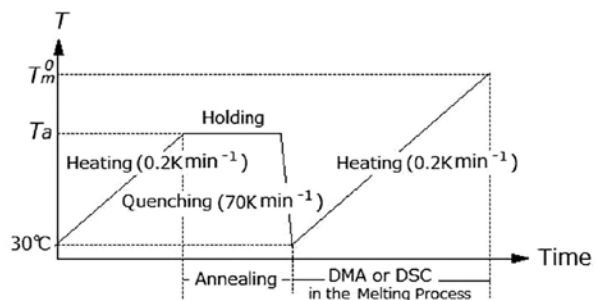 T
T_m^0
Ta
Holding
Heating (0.2K min⁻¹)
Heating (0.2K min⁻¹)
Quenching (70K min⁻¹)
30℃
Time
Annealing
DMA or DSC
in the Melting Process